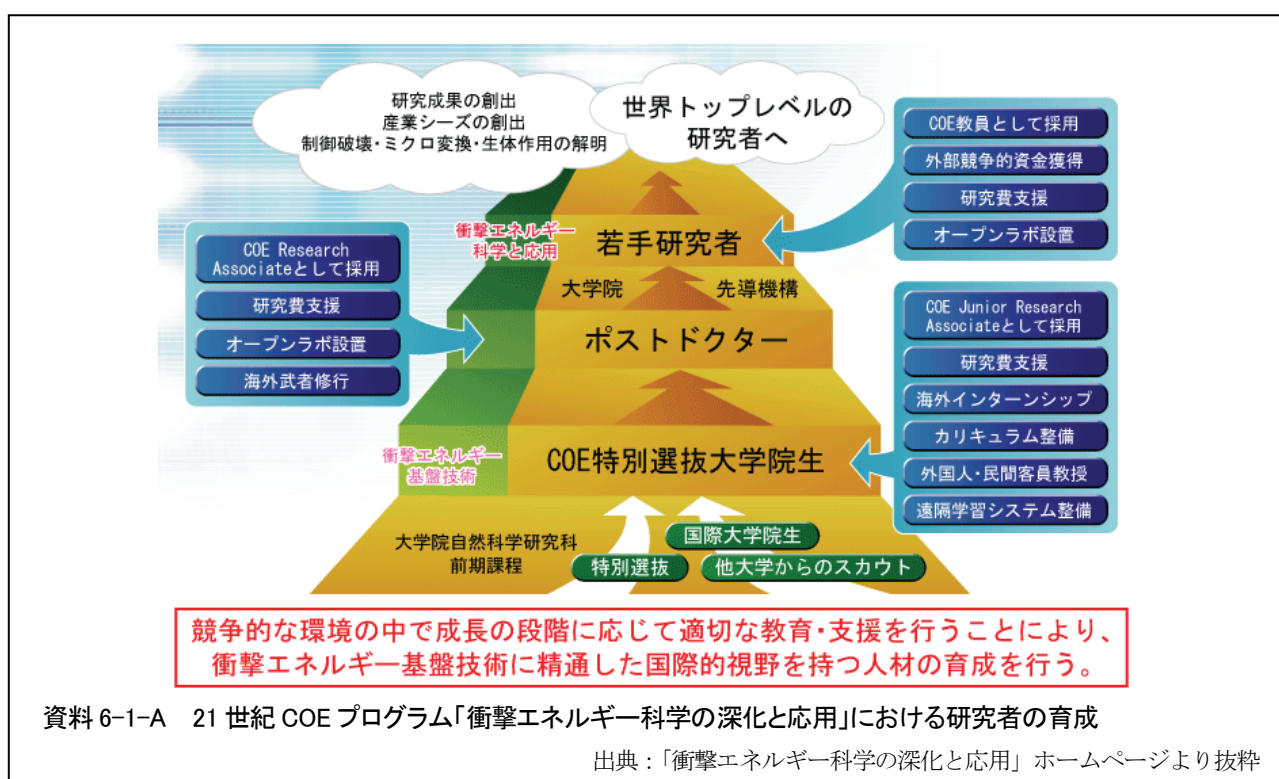 研究成果の創出
産業シーズの創出
制御破壊・ミクロ変換・生体作用の解明
世界トップレベルの
研究者へ
COE教員として採用
外部競争的資金獲得
研究費支援
オープンラボ設置
衝撃エネルギー
科学と応用
若手研究者
COE Research
Associateとして採用
研究費支援
オープンラボ設置
海外武者修行
大学院
先導機構
ポストドクター
COE Junior Research
Associateとして採用
研究費支援
海外インターンシップ
カリキュラム整備
外国人・民間客員教授
遠隔学習システム整備
衝撃エネルギー
基盤技術
COE特別選抜大学院生
大学院自然科学研究科
前期課程
国際大学院生
特別選抜
他大学からのスカウト
競争的な環境の中で成長の段階に応じて適切な教育・支援を行うことにより、
衝撃エネルギー基盤技術に精通した国際的視野を持つ人材の育成を行う。
資料 6-1-A 21 世紀 COE プログラム「衝撃エネルギー科学の深化と応用」における研究者の育成
出典：「衝撃エネルギー科学の深化と応用」ホームページより抜粋